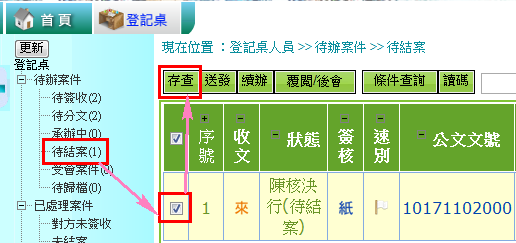 首頁 登記桌
更新
登記桌
待辦案件
待簽收(2)
待分文(2)
承辦中(0)
待結案(1)
受會案件(0)
待歸檔(0)
已處理案件
對方未簽收
未結案
現在位置：登記桌人員 >> 待辦案件 >> 待結案
存查 送發 續辦 覆閱/後會 條件查詢 讀碼
序號 收文 狀態 簽核 速別 公文文號
1 來 陳核決行(待結案) 紙 10171102000